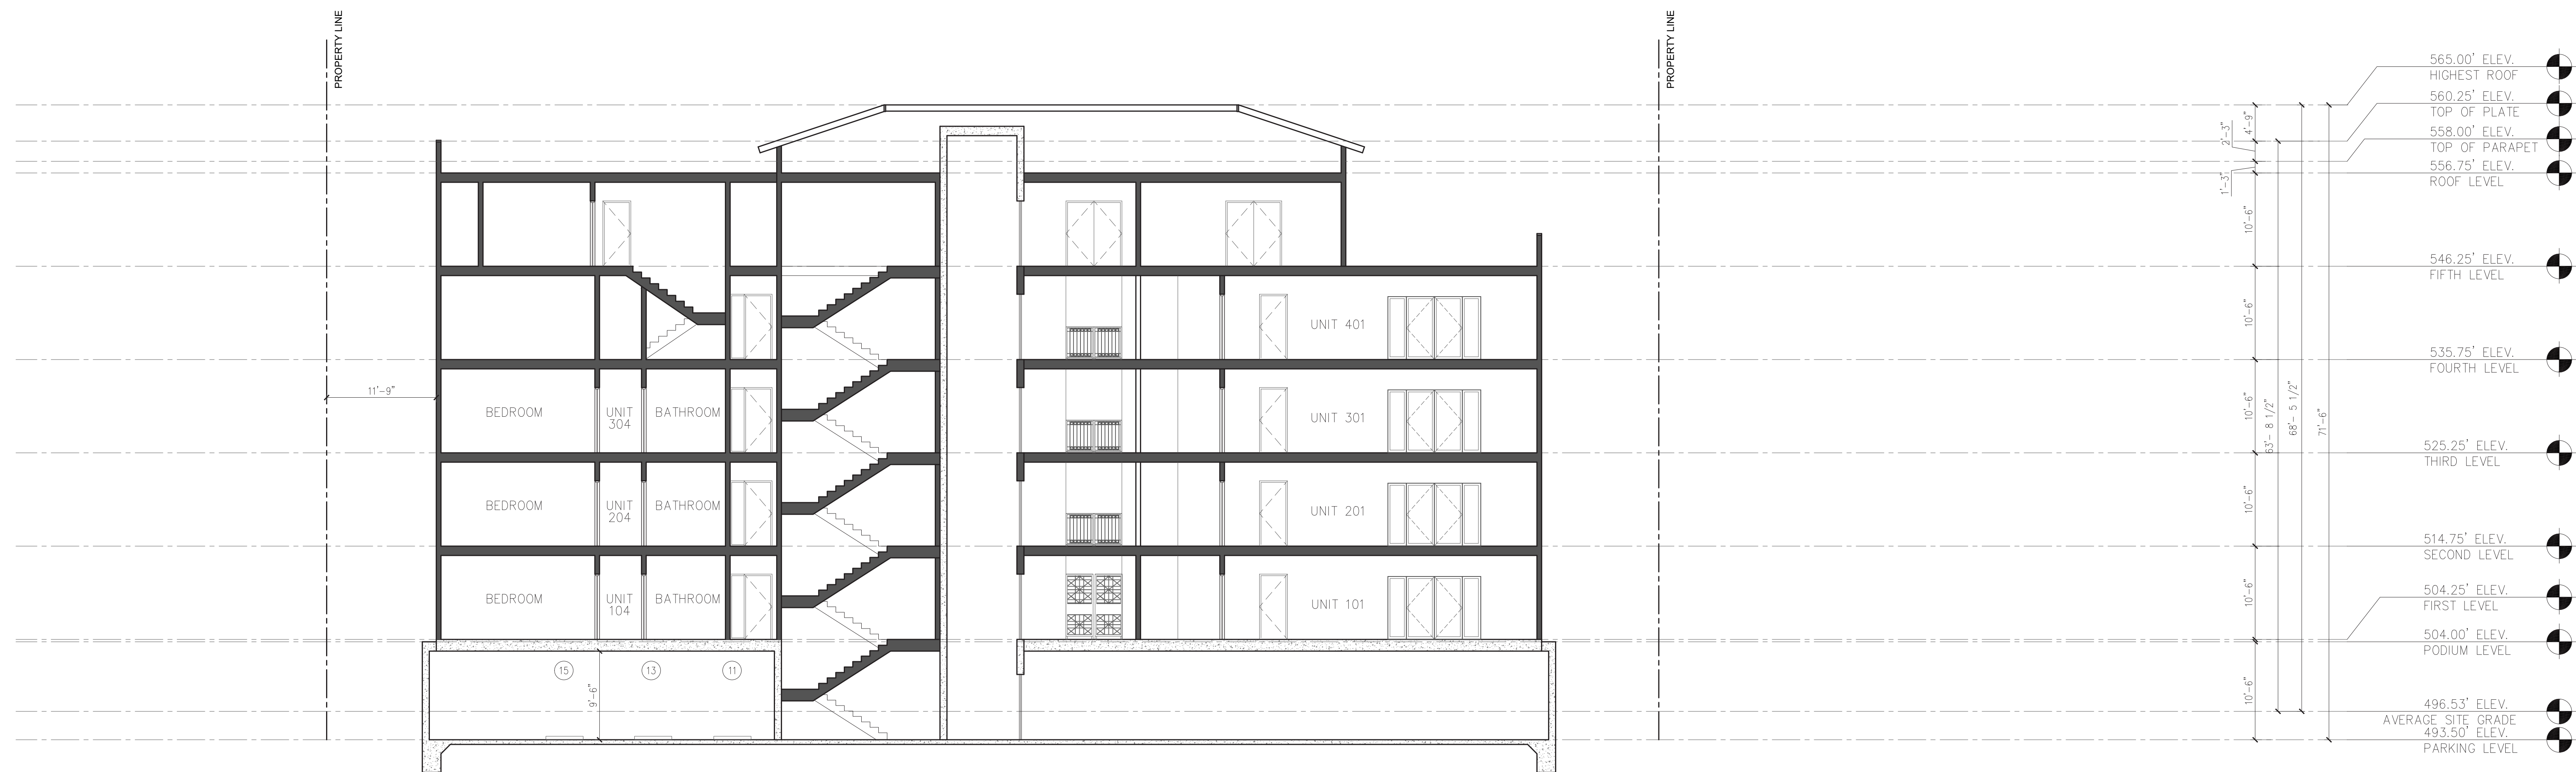 PROPERTY LINE
PROPERTY LINE
565.00' ELEV.
HIGHEST ROOF
560.25' ELEV.
TOP OF PLATE
558.00' ELEV.
TOP OF PARAPET
556.75' ELEV.
ROOF LEVEL
4'-9"
2'-3"
1'-3"
10'-6"
546.25' ELEV.
FIFTH LEVEL
UNIT 401
10'-6"
535.75' ELEV.
FOURTH LEVEL
11'-9"
BEDROOM
UNIT
304
BATHROOM
UNIT 301
10'-6"
63'- 8 1/2"
68'- 5 1/2"
71'-6"
525.25' ELEV.
THIRD LEVEL
BEDROOM
UNIT
204
BATHROOM
UNIT 201
10'-6"
514.75' ELEV.
SECOND LEVEL
BEDROOM
UNIT
104
BATHROOM
UNIT 101
10'-6"
504.25' ELEV.
FIRST LEVEL
504.00' ELEV.
PODIUM LEVEL
15
13
11
9'-6"
10'-6"
496.53' ELEV.
AVERAGE SITE GRADE
493.50' ELEV.
PARKING LEVEL